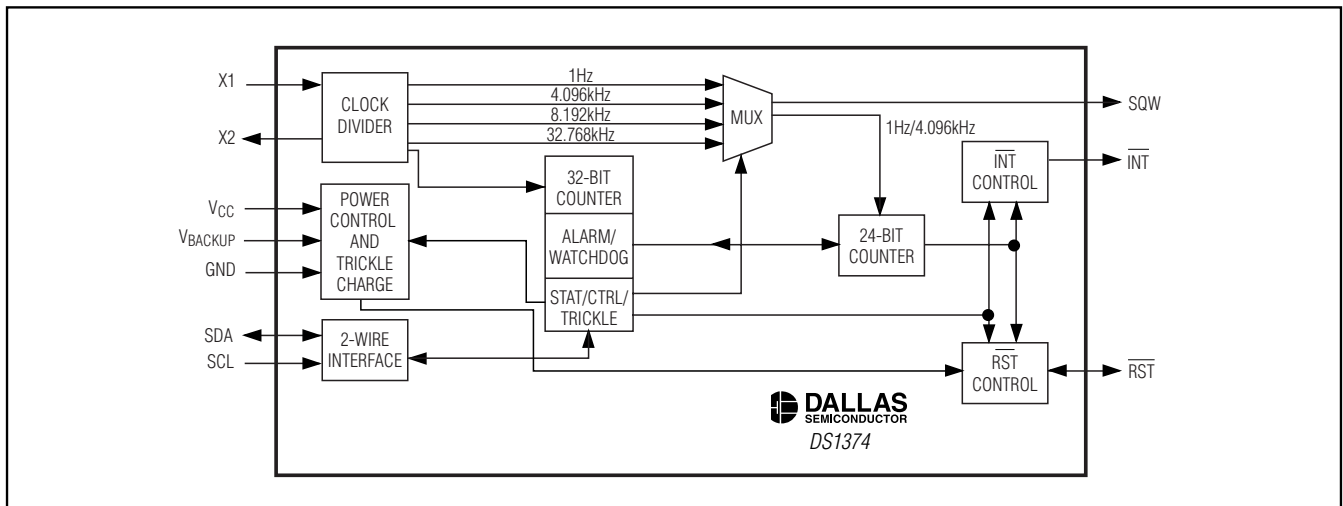 X1
X2
CLOCK
DIVIDER
1Hz
4.096kHz
8.192kHz
32.768kHz
MUX
SQW
1Hz/4.096kHz
INT
CONTROL
INT
VCC
VBACKUP
GND
POWER
CONTROL
AND
TRICKLE
CHARGE
32-BIT
COUNTER
ALARM/
WATCHDOG
STAT/CTRL/
TRICKLE
24-BIT
COUNTER
SDA
SCL
2-WIRE
INTERFACE
RST
CONTROL
RST
DALLAS
SEMICONDUCTOR
DS1374